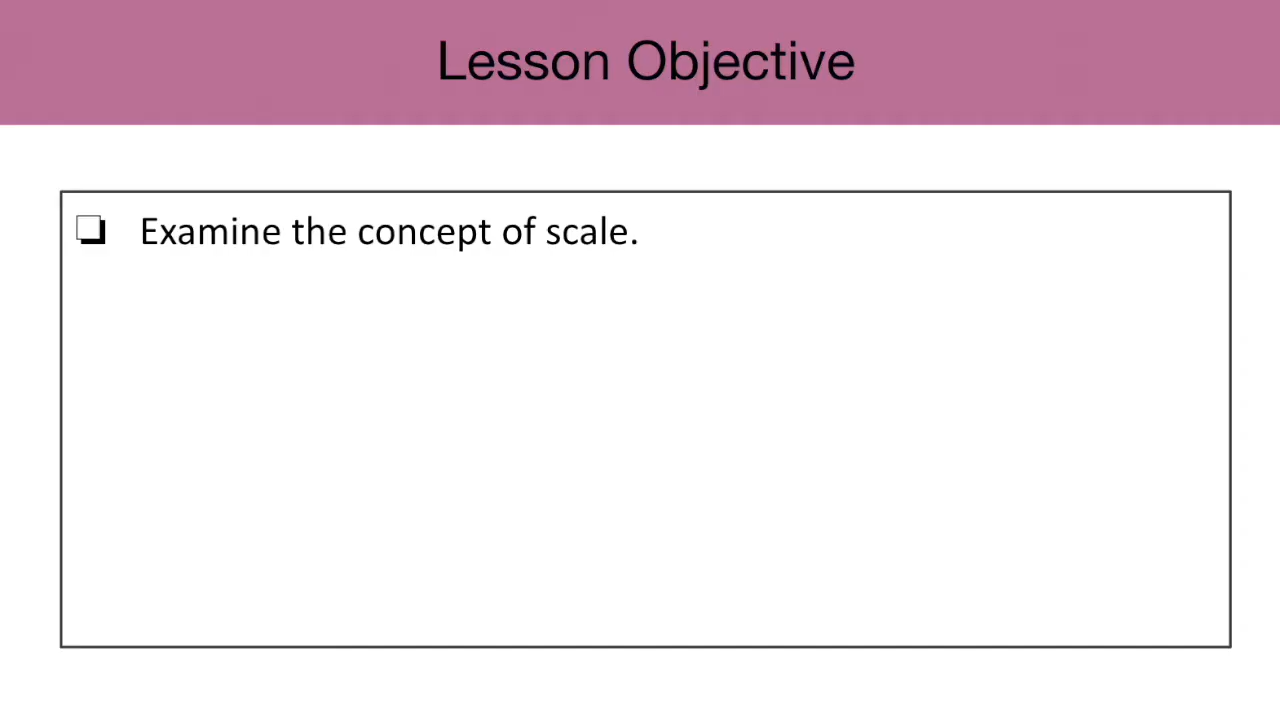 Lesson Objective
❑ Examine the concept of scale.